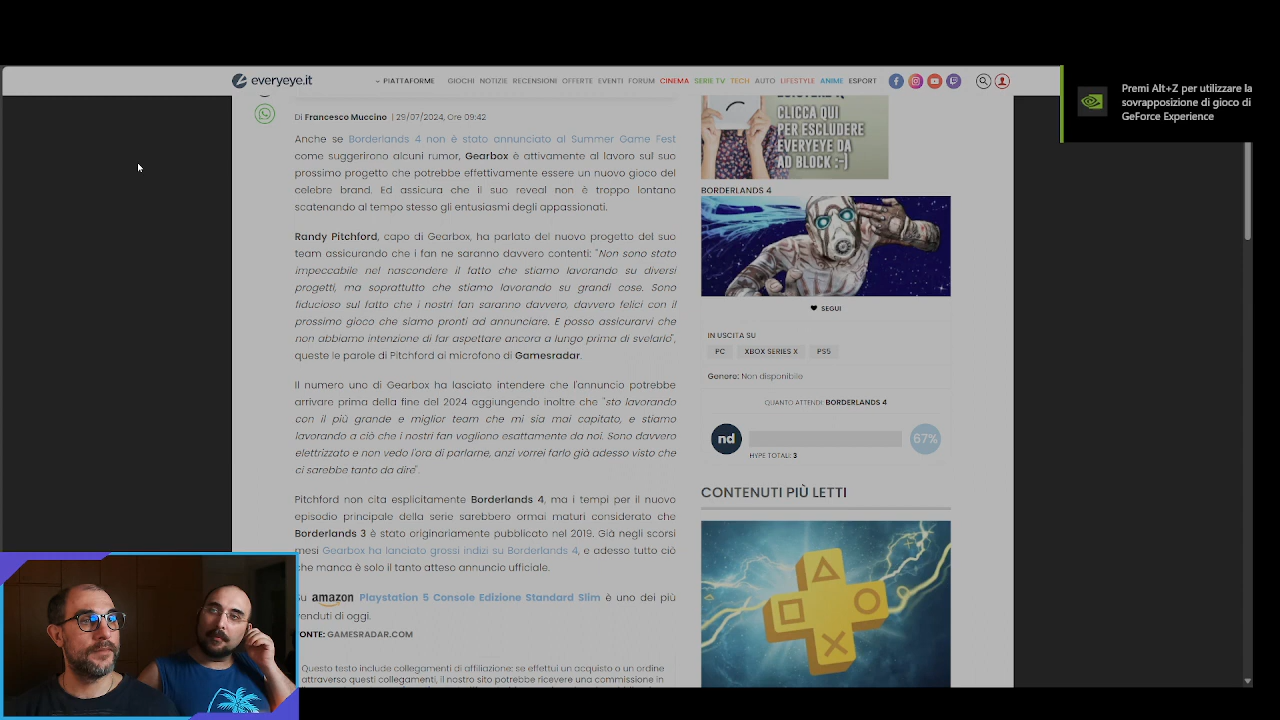 everyeye.it
PIATTAFORME GIOCHI NOTIZIE RECENSIONI OFFERTE EVENTI FORUM CINEMA SERIE TV TECH AUTO LIFESTYLE ANIME ESPORT
Premi Alt+Z per utilizzare la
sovrapposizione di gioco di
GeForce Experience
Di Francesco Muccino | 29/07/2024, Ore 09:42
Anche se Borderlands 4 non è stato annunciato al Summer Game Fest
come suggerirono alcuni rumor, Gearbox è attivamente al lavoro sul suo
prossimo progetto che potrebbe effettivamente essere un nuovo gioco del
celebre brand. Ed assicura che il suo reveal non è troppo lontano
scatenando al tempo stesso gli entusiasmi degli appassionati.
Randy Pitchford, capo di Gearbox, ha parlato del nuovo progetto del suo
team assicurando che i fan ne saranno davvero contenti: "Non sono stato
impeccabile nel nascondere il fatto che stiamo lavorando su diversi
progetti, ma soprattutto che stiamo lavorando su grandi cose. Sono
fiducioso sul fatto che i nostri fan saranno davvero, davvero felici con il
prossimo gioco che siamo pronti ad annunciare. E posso assicurarvi che
non abbiamo intenzione di far aspettare ancora a lungo prima di svelarlo",
queste le parole di Pitchford ai microfono di Gamesradar.
Il numero uno di Gearbox ha lasciato intendere che l'annuncio potrebbe
arrivare prima della fine del 2024 aggiungendo inoltre che "sto lavorando
con il più grande e miglior team che mi sia mai capitato, e stiamo
lavorando a ciò che i nostri fan vogliono esattamente da noi. Sono davvero
elettrizzato e non vedo l'ora di parlarne, anzi vorrei farlo già adesso visto che
ci sarebbe tanto da dire".
Pitchford non cita esplicitamente Borderlands 4, ma i tempi per il nuovo
episodio principale della serie sarebbero ormai maturi considerato che
Borderlands 3 è stato originariamente pubblicato nel 2019. Già negli scorsi
mesi Gearbox ha lanciato grossi indizi su Borderlands 4, e adesso tutto ciò
che manca è solo il tanto atteso annuncio ufficiale.
Su amazon Playstation 5 Console Edizione Standard Slim è uno dei più
venduti di oggi.
FONTE: GAMESRADAR.COM
Questo testo include collegamenti di affiliazione: se effettui un acquisto o un ordine
attraverso questi collegamenti, il nostro sito potrebbe ricevere una commissione in
CLICCA QUI
PER ESCLUDERE
EVERYEYE DA
AD BLOCK :-)
BORDERLANDS 4
SEGUI
IN USCITA SU
PC XBOX SERIES X PS5
Genere: Non disponibile
QUANTO ATTENDI: BORDERLANDS 4
nd 67%
HYPE TOTALI: 3
CONTENUTI PIÙ LETTI